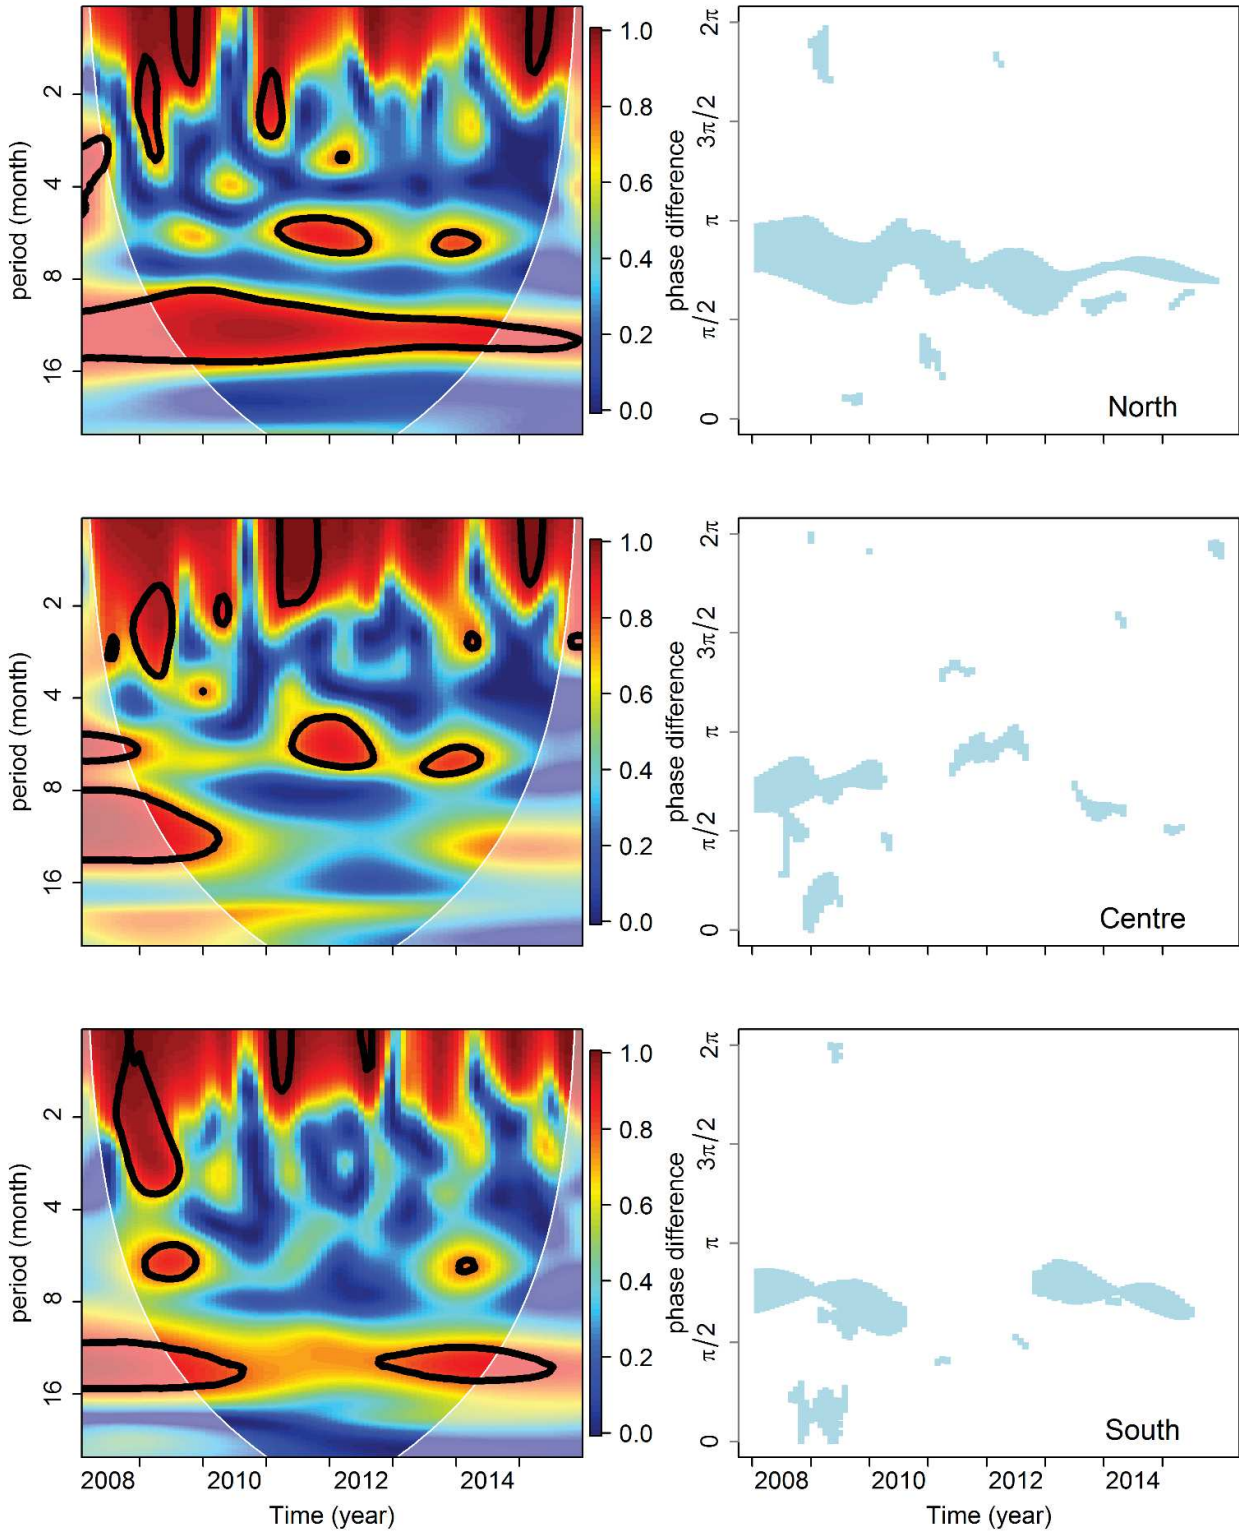 period (month)
2
4
8
16
1.0
0.8
0.6
0.4
0.2
0.0
phase difference
2π
3π/2
π
π/2
0
North
period (month)
2
4
8
16
1.0
0.8
0.6
0.4
0.2
0.0
phase difference
2π
3π/2
π
π/2
0
Centre
period (month)
2
4
8
16
2008 2010 2012 2014
Time (year)
1.0
0.8
0.6
0.4
0.2
0.0
phase difference
2π
3π/2
π
π/2
0
South
2008 2010 2012 2014
Time (year)